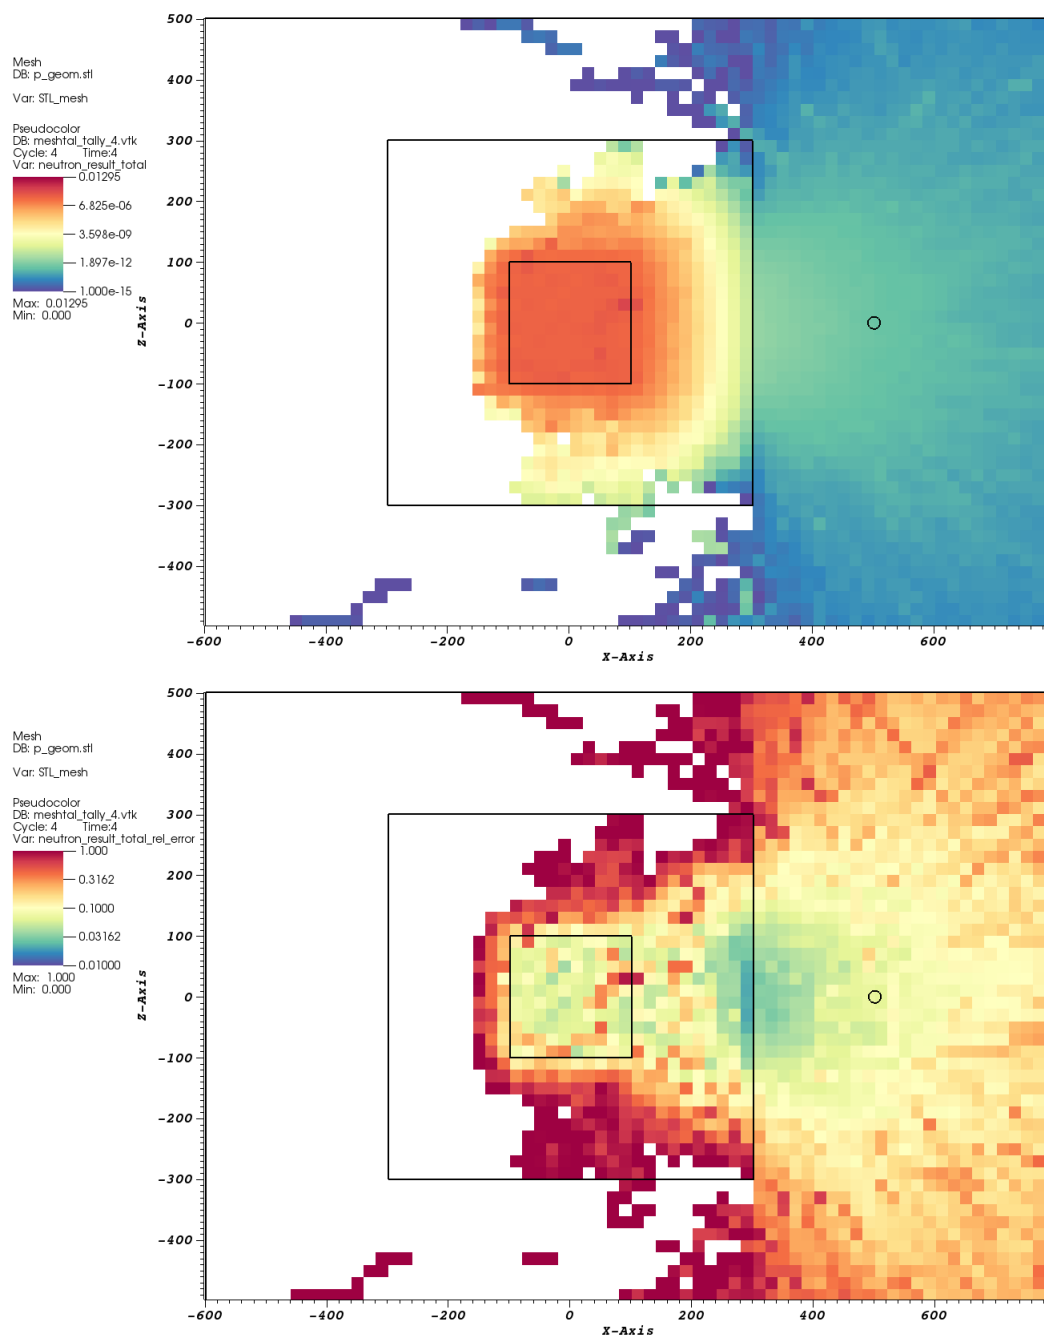 500
Mesh
DB: p_geom.stl
400
Var: STL_mesh
Pseudocolor
DB: meshtal_tally_4.vtk
Cycle: 4 Time:4
300
Var: neutron_result_total
0.01295
6.825e-06
200
3.598e-09
1.897e-12
100
1.000e-15
Max: 0.01295
Min: 0.000
Z-Axis
0
-100
-200
-300
-400
-600 -400 -200 0 200 400 600
X-Axis
500
Mesh
DB: p_geom.stl
400
Var: STL_mesh
Pseudocolor
DB: meshtal_tally_4.vtk
Cycle: 4 Time:4
300
Var: neutron_result_total_rel_error
1.000
0.3162
200
0.1000
0.03162
100
0.01000
Max: 1.000
Min: 0.000
Z-Axis
0
-100
-200
-300
-400
-600 -400 -200 0 200 400 600
X-Axis